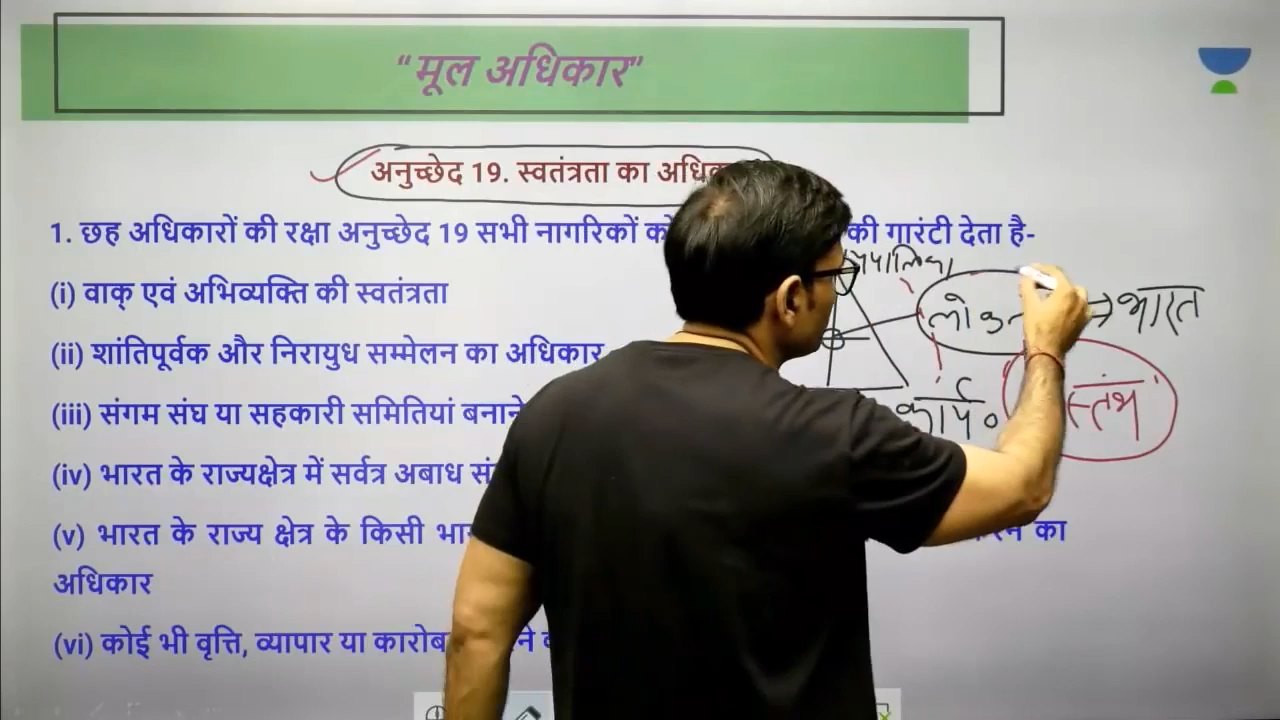 “मूल अधिकार”
अनुच्छेद 19. स्वतंत्रता का
1. छह अधिकारों की रक्षा अनुच्छेद 19 सभी नागरिकों की गारंटी देता है-
(i) वाक् एवं अभिव्यक्ति की स्वतंत्रता
(ii) शांतिपूर्वक और निरायुध सम्मेलन का अधिकार
भारत
(iii) संगम संघ या सहकारी समितियां बनाने
कार्य० स्तंभ
(iv) भारत के राज्यक्षेत्र में सर्वत्र अबाध
(v) भारत के राज्य क्षेत्र के किसी का
अधिकार
(vi) कोई भी वृत्ति, व्यापार या